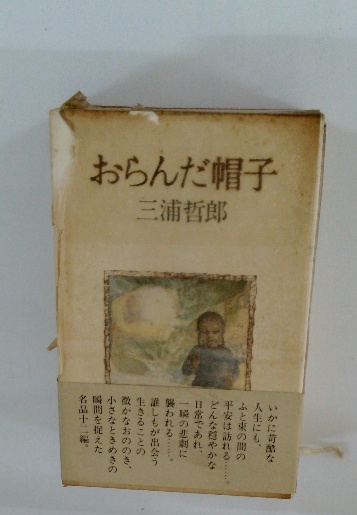 おらんだ帽子
三浦哲郎
いかに苛酷な
人生にも、
ふと束の間の
平安は訪れる……。
どんな穏やかな
日常であれ、
一瞬の悲劇に
襲われる……。
誰しもが出会う
生きることの
微かなおののき、
小さなときめきの
瞬間を捉えた
名品十二編